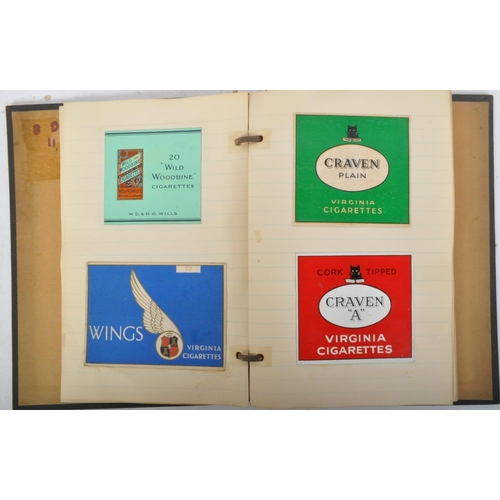 20
"WILD
WOODBINE"
CIGARETTES
W.D. & H.O. WILLS
WINGS
VIRGINIA
CIGARETTES
CRAVEN
PLAIN
VIRGINIA
CIGARETTES
CORK TIPPED
CRAVEN
"A"
VIRGINIA
CIGARETTES